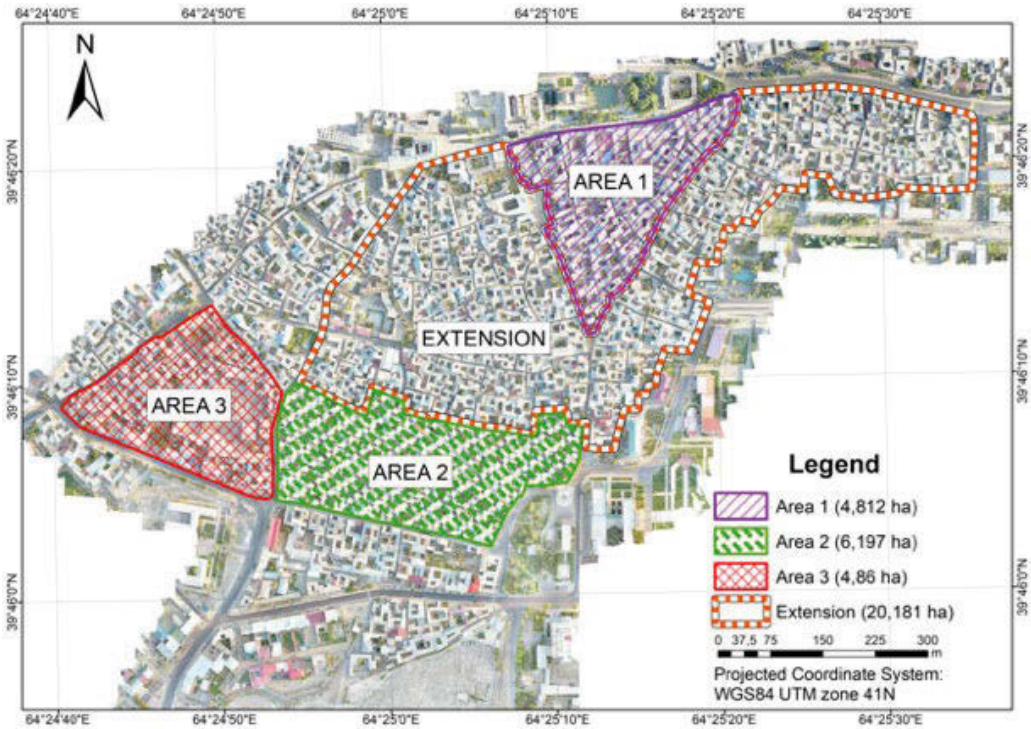 64°24'40"E 64°24'50"E 64°25'0"E 64°25'10"E 64°25'20"E 64°25'30"E
N
39°46'20"N
39°46'20"N
AREA 1
EXTENSION
39°46'10"N
39°46'10"N
AREA 3
AREA 2
39°46'0"N
39°46'0"N
Legend
Area 1 (4,812 ha)
Area 2 (6,197 ha)
Area 3 (4,86 ha)
Extension (20,181 ha)
0 37,5 75 150 225 300
m
Projected Coordinate System:
WGS84 UTM zone 41N
64°24'40"E 64°24'50"E 64°25'0"E 64°25'10"E 64°25'20"E 64°25'30"E